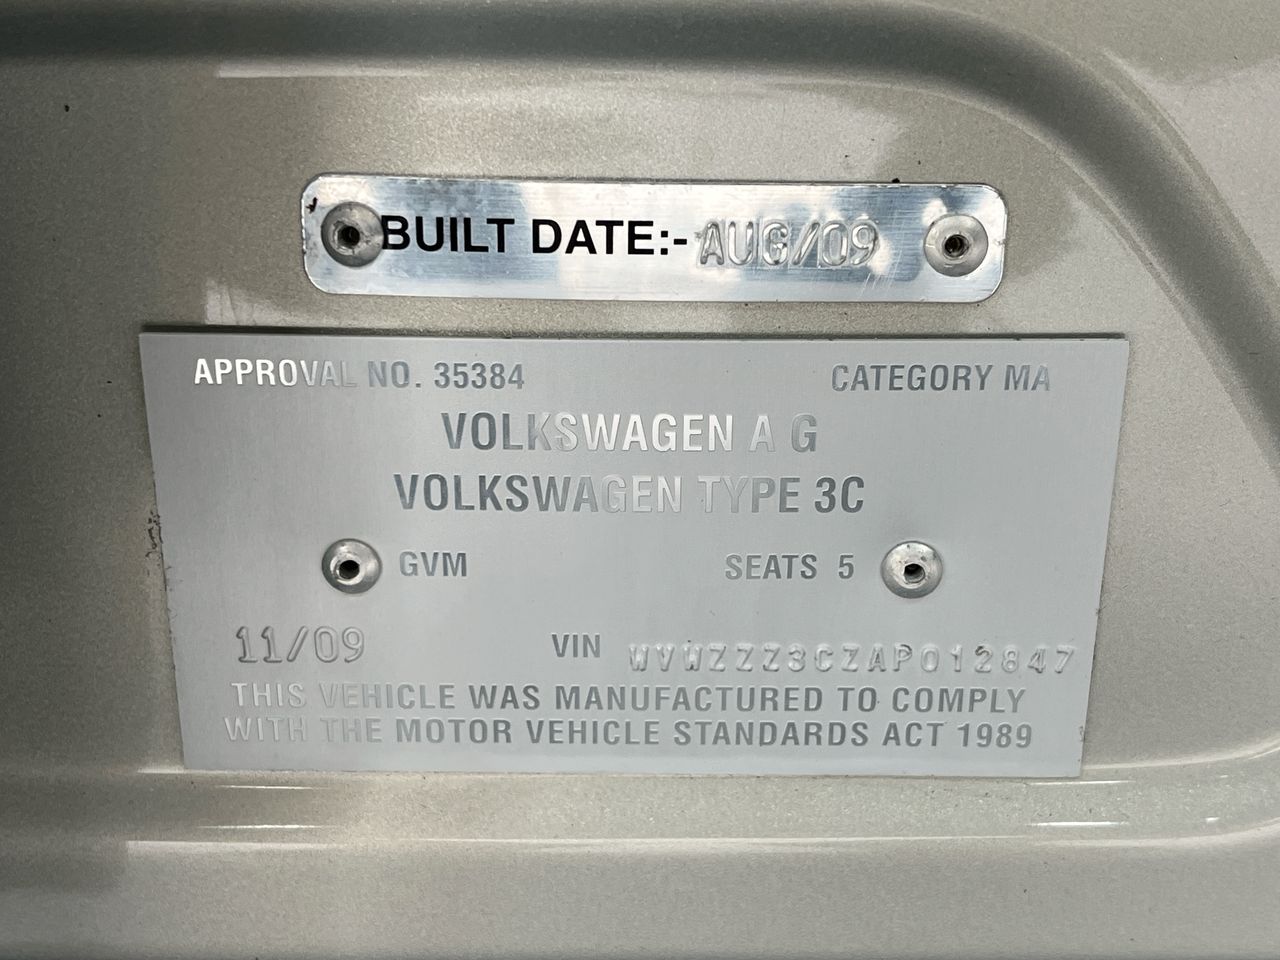 BUILT DATE:- AUG/09
APPROVAL NO. 35384 CATEGORY MA
VOLKSWAGEN A G
VOLKSWAGEN TYPE 3C
GVM SEATS 5
11/09 VIN WVWZZZ3CZAP012847
THIS VEHICLE WAS MANUFACTURED TO COMPLY
WITH THE MOTOR VEHICLE STANDARDS ACT 1989